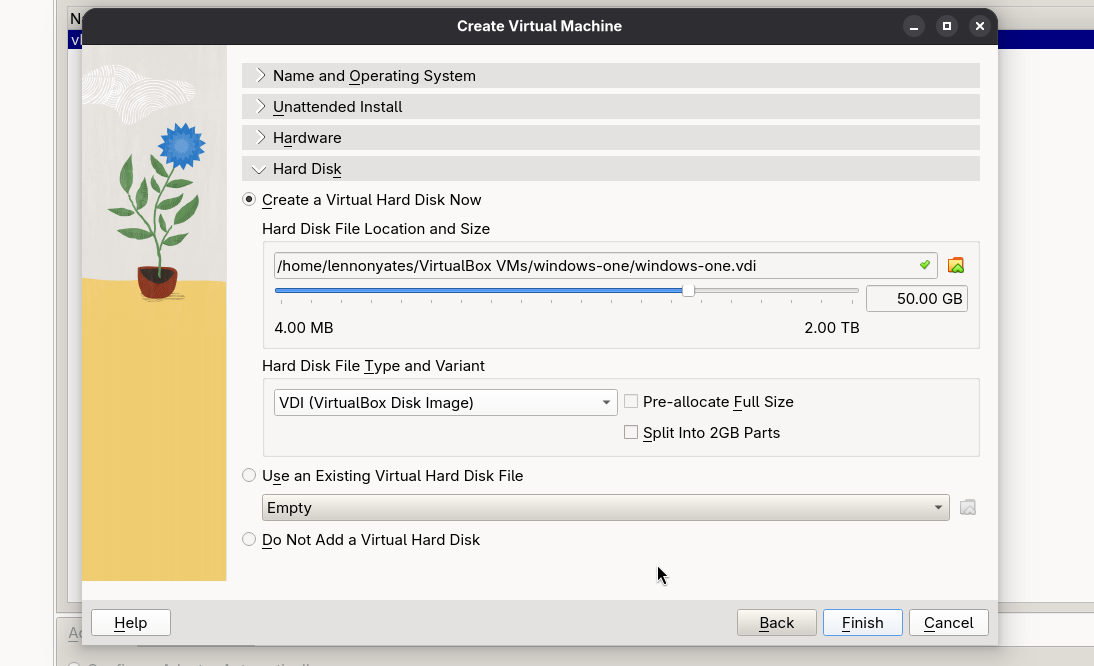 Create Virtual Machine
Name and Operating System
Unattended Install
Hardware
Hard Disk
Create a Virtual Hard Disk Now
Hard Disk File Location and Size
/home/lennonyates/VirtualBox VMs/windows-one/windows-one.vdi
50.00 GB
4.00 MB 2.00 TB
Hard Disk File Type and Variant
VDI (VirtualBox Disk Image) Pre-allocate Full Size
Split Into 2GB Parts
Use an Existing Virtual Hard Disk File
Empty
Do Not Add a Virtual Hard Disk
Help Back Finish Cancel